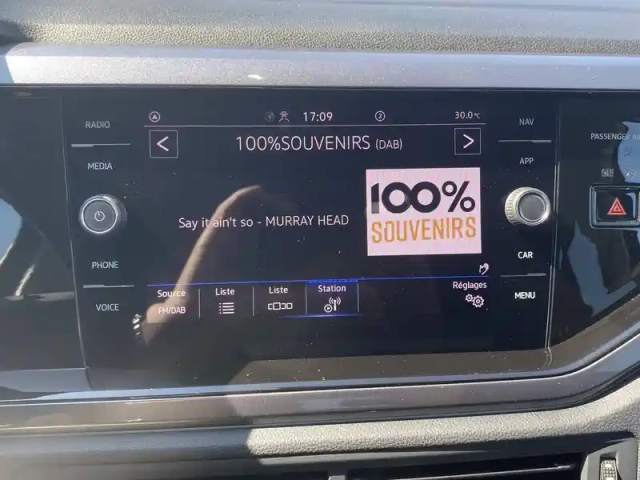 RADIO
MEDIA
PHONE
VOICE
17:09
2
30.0 °C
100%SOUVENIRS (DAB)
Say it ain't so - MURRAY HEAD
100%
SOUVENIRS
Source
FM/DAB
Liste
Liste
Station
Réglages
NAV
APP
CAR
MENU
PASSENGER